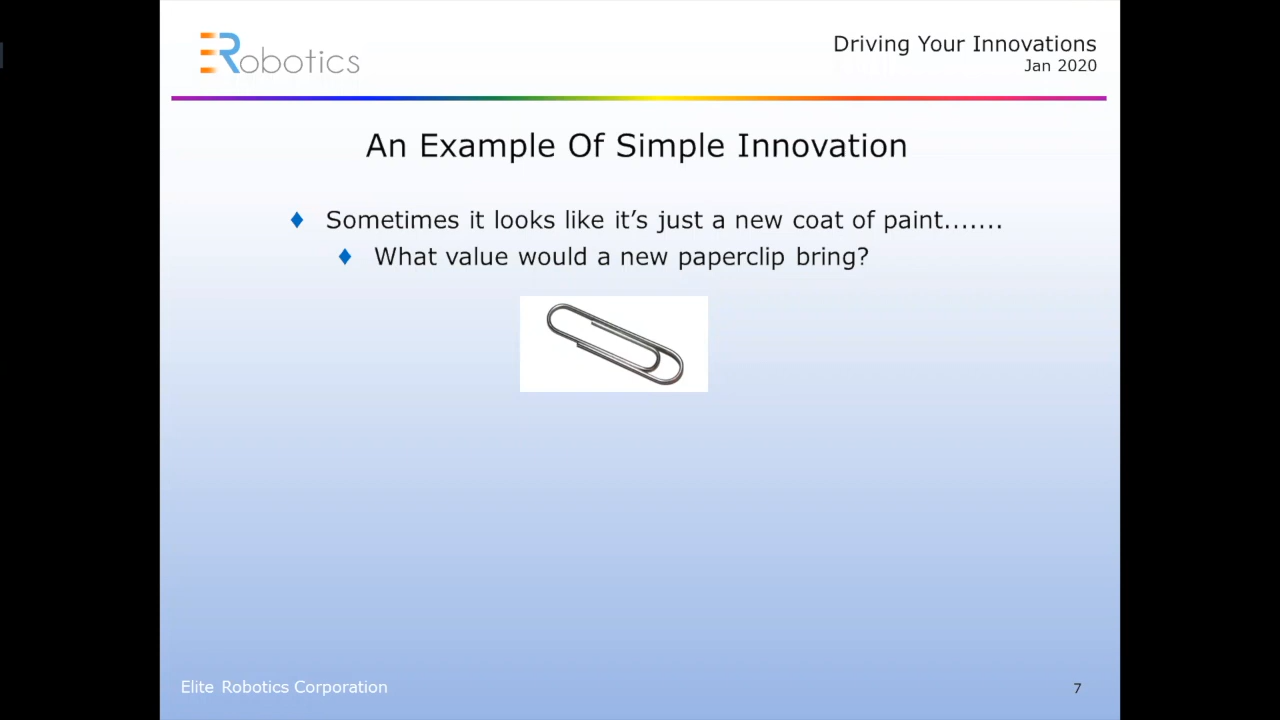 ERobotics
Driving Your Innovations
Jan 2020
An Example Of Simple Innovation
Sometimes it looks like it’s just a new coat of paint.......
What value would a new paperclip bring?
Elite Robotics Corporation
7